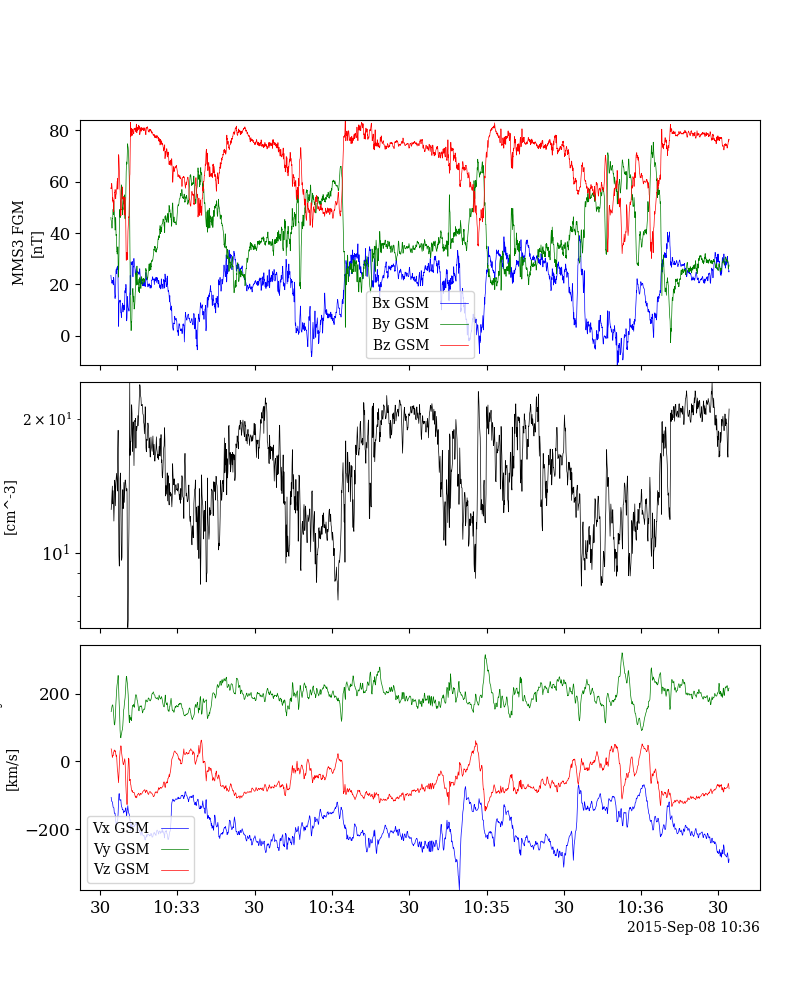 80
60
40
20
0
MMS3 FGM
[nT]
Bx GSM
By GSM
Bz GSM
2 × 10¹
10¹
[cm^-3]
200
0
−200
[km/s]
Vx GSM
Vy GSM
Vz GSM
30 10:33 30 10:34 30 10:35 30 10:36 30
2015-Sep-08 10:36